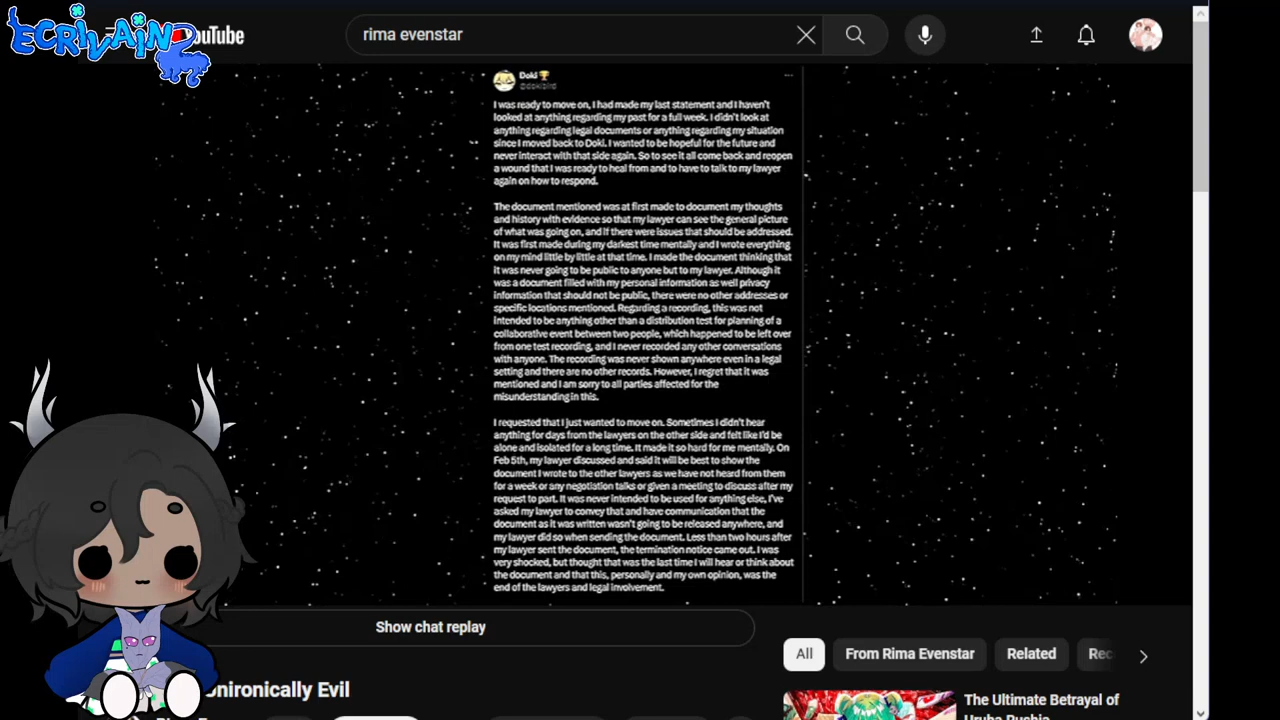 ECRIVAIN
YouTube
rima evenstar
Doki🏆
I was ready to move on, I had made my last statement and I haven't
looked at anything regarding my past for a full week. I didn't look at
anything regarding legal documents or anything regarding my situation
since I moved back to Doki. I wanted to be hopeful for the future and
never interact with that side again. So to see it all come back and reopen
a wound that I was ready to heal from and to have to talk to my lawyer
again on how to respond.
The document mentioned was at first made to document my thoughts
and history with evidence so that my lawyer can see the general picture
of what was going on, and if there were issues that should be addressed.
It was first made during my darkest time mentally and I wrote everything
on my mind little by little at that time. I made the document thinking that
it was never going to be public to anyone but to my lawyer. Although it
was a document filled with my personal information as well privacy
information that should not be public, there were no other addresses or
specific locations mentioned. Regarding a recording, this was not
intended to be anything other than a distribution test for planning of a
collaborative event between two people, which happened to be left over
from one test recording, and I never recorded any other conversations
with anyone. The recording was never shown anywhere even in a legal
setting and there are no other records. However, I regret that it was
mentioned and I am sorry to all parties affected for the
misunderstanding in this.
I requested that I just wanted to move on. Sometimes I didn't hear
anything for days from the lawyers on the other side and felt like I'd be
alone and isolated for a long time. It made it so hard for me mentally. On
Feb 5th, my lawyer discussed and said it will be best to show the
document I wrote to the other lawyers as we have not heard from them
for a week or any negotiation talks or given a meeting to discuss after my
request to part. It was never intended to be used for anything else, I've
asked my lawyer to convey that and have communication that the
document as it was written wasn't going to be released anywhere, and
my lawyer did so when sending the document. Less than two hours after
my lawyer sent the document, the termination notice came out. I was
very shocked, but thought that was the last time I will hear or think about
the document and that this, personally and my own opinion, was the
end of the lawyers and legal involvement.
Show chat replay
All
From Rima Evenstar
Related
Rec
nironically Evil
The Ultimate Betrayal of